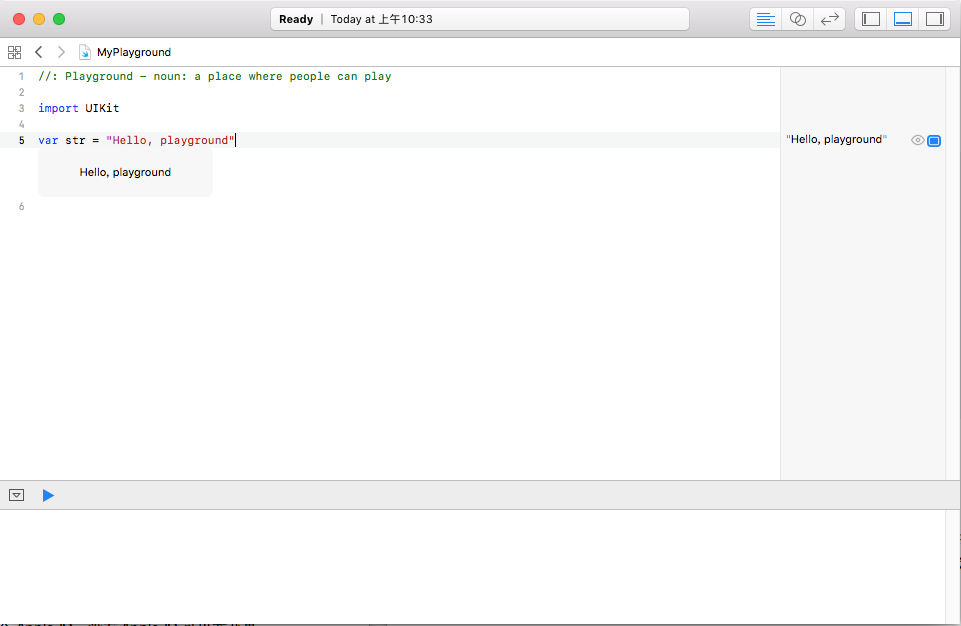 Ready | Today at 上午10:33
MyPlayground
1 //: Playground - noun: a place where people can play
2
3 import UIKit
4
5 var str = "Hello, playground"
"Hello, playground"
Hello, playground
6